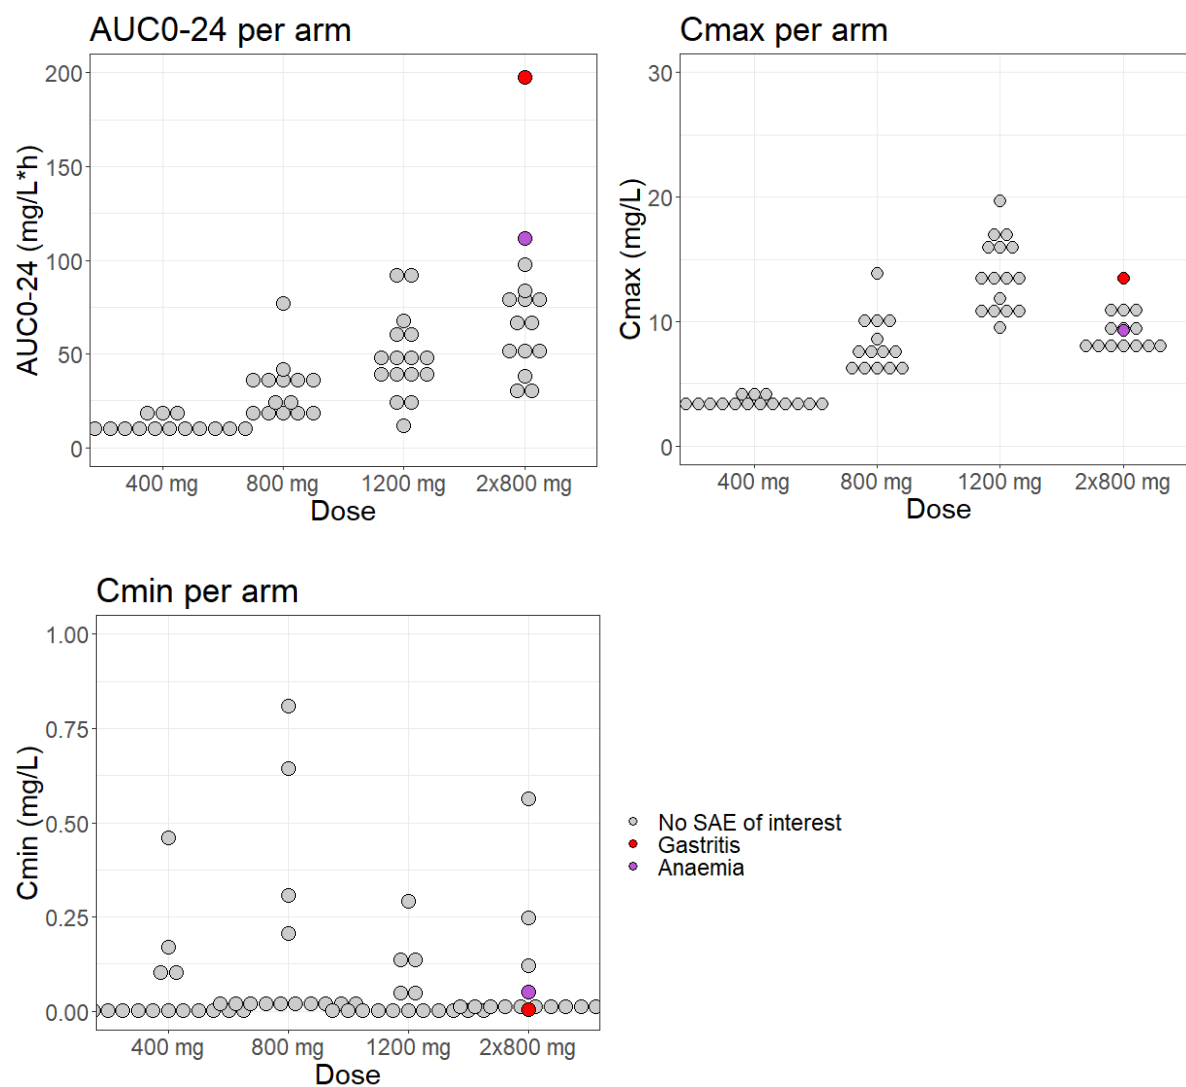 AUC0-24 per arm
AUC0-24 (mg/L*h)
200
150
100
50
0
400 mg 800 mg 1200 mg 2x800 mg
Dose
Cmax per arm
Cmax (mg/L)
30
20
10
0
400 mg 800 mg 1200 mg 2x800 mg
Dose
Cmin per arm
Cmin (mg/L)
1.00
0.75
0.50
0.25
0.00
400 mg 800 mg 1200 mg 2x800 mg
Dose
No SAE of interest
Gastritis
Anaemia